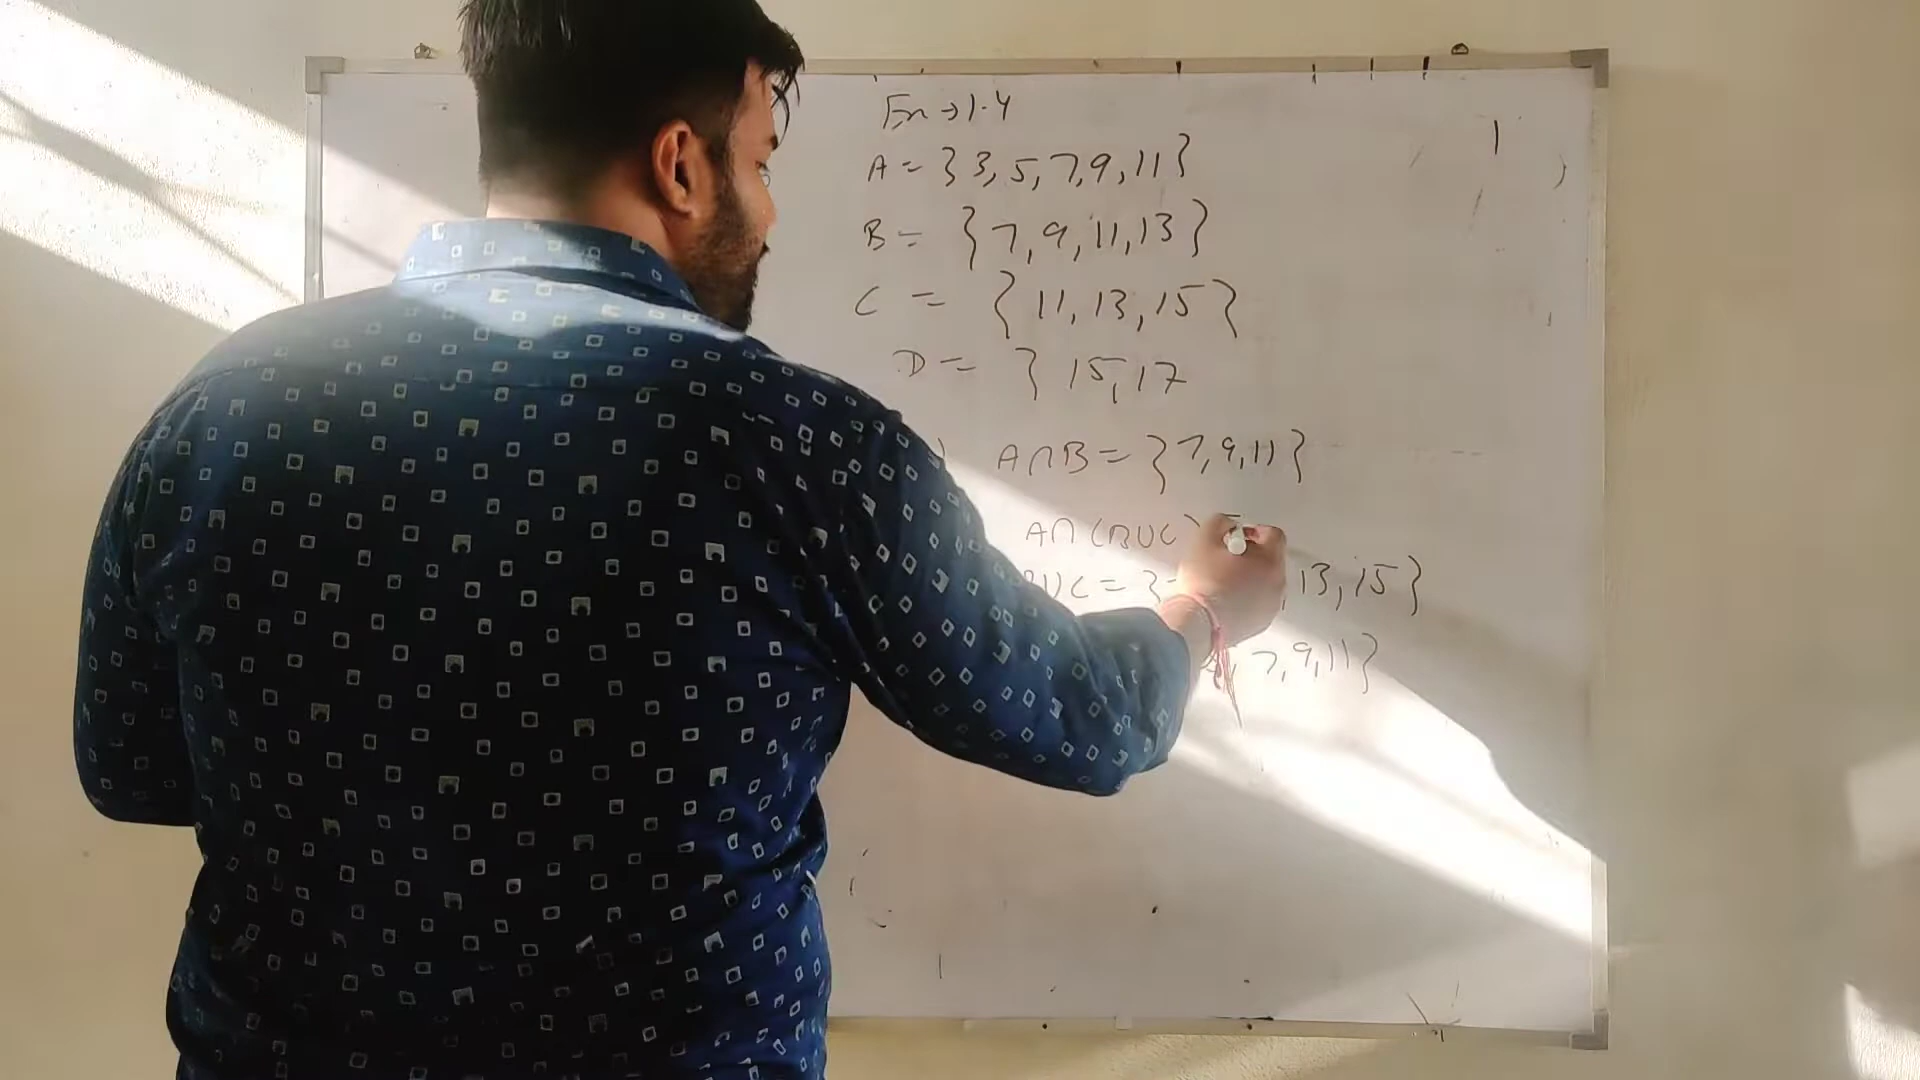 Ex → 1.4
A = {3, 5, 7, 9, 11}
B = {7, 9, 11, 13}
C = {11, 13, 15}
D = { 15, 17
) A∩B = {7, 9, 11}
A∩(B∪C)
B∪C = { , 13, 15}
, 7, 9, 11}